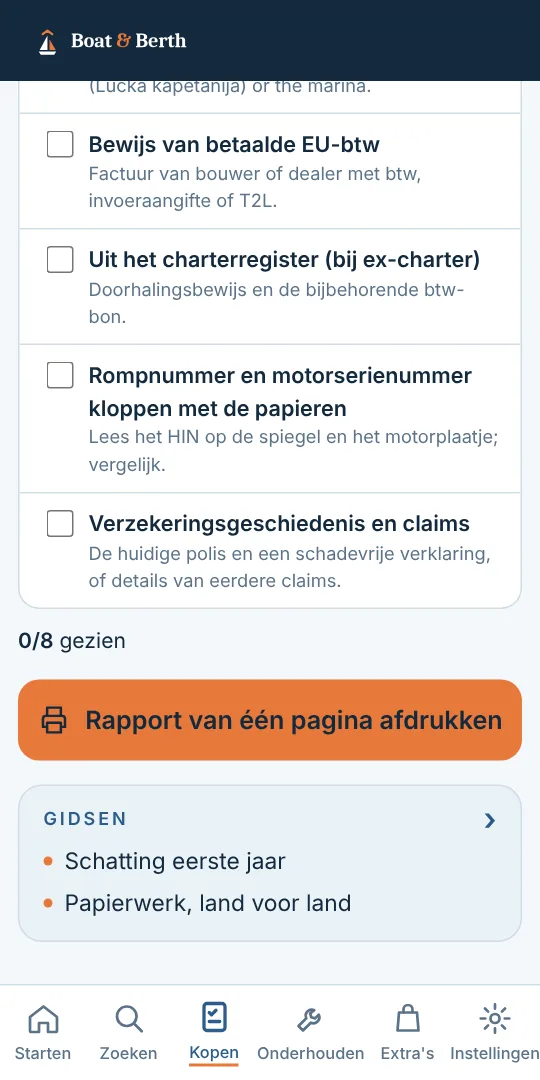 Boat & Berth
(Lučka kapetanija) or the marina.
Bewijs van betaalde EU-btw
Factuur van bouwer of dealer met btw,
invoeraangifte of T2L.
Uit het charterregister (bij ex-charter)
Doorhalingsbewijs en de bijbehorende btw-
bon.
Rompnummer en motorserienummer
kloppen met de papieren
Lees het HIN op de spiegel en het motorplaatje;
vergelijk.
Verzekeringsgeschiedenis en claims
De huidige polis en een schadevrije verklaring,
of details van eerdere claims.
0/8 gezien
Rapport van één pagina afdrukken
GIDSEN
Schatting eerste jaar
Papierwerk, land voor land
Starten Zoeken Kopen Onderhouden Extra's Instellingen